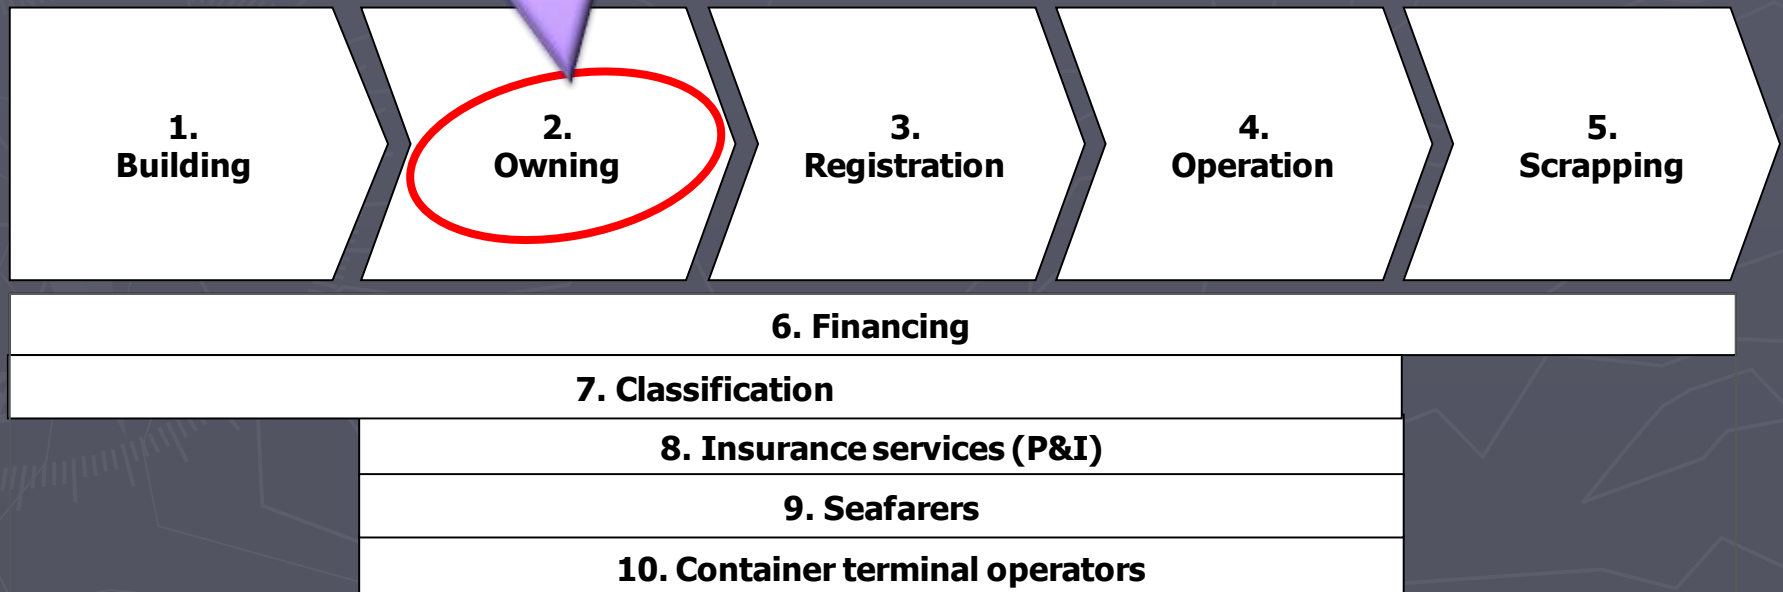 1.
Building
2.
Owning
3.
Registration
4.
Operation
5.
Scrapping
6. Financing
7. Classification
8. Insurance services (P&I)
9. Seafarers
10. Container terminal operators